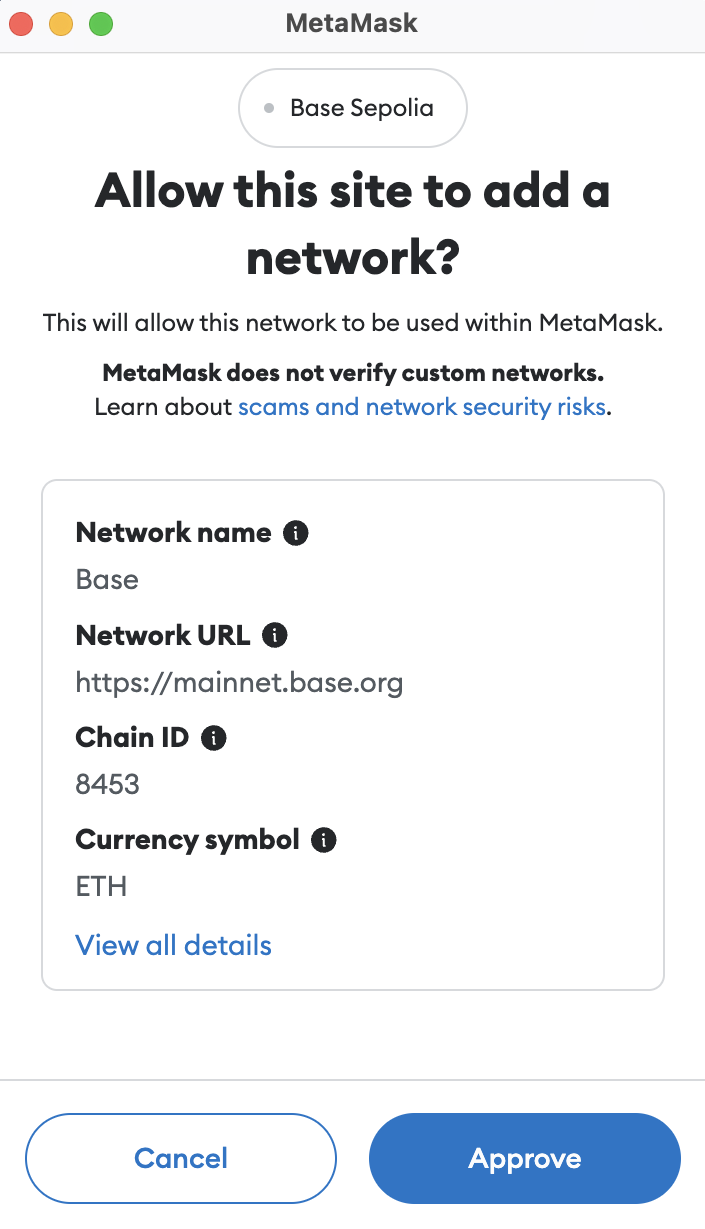 MetaMask
Base Sepolia
Allow this site to add a
network?
This will allow this network to be used within MetaMask.
MetaMask does not verify custom networks.
Learn about scams and network security risks.
Network name
Base
Network URL
https://mainnet.base.org
Chain ID
8453
Currency symbol
ETH
View all details
Cancel
Approve